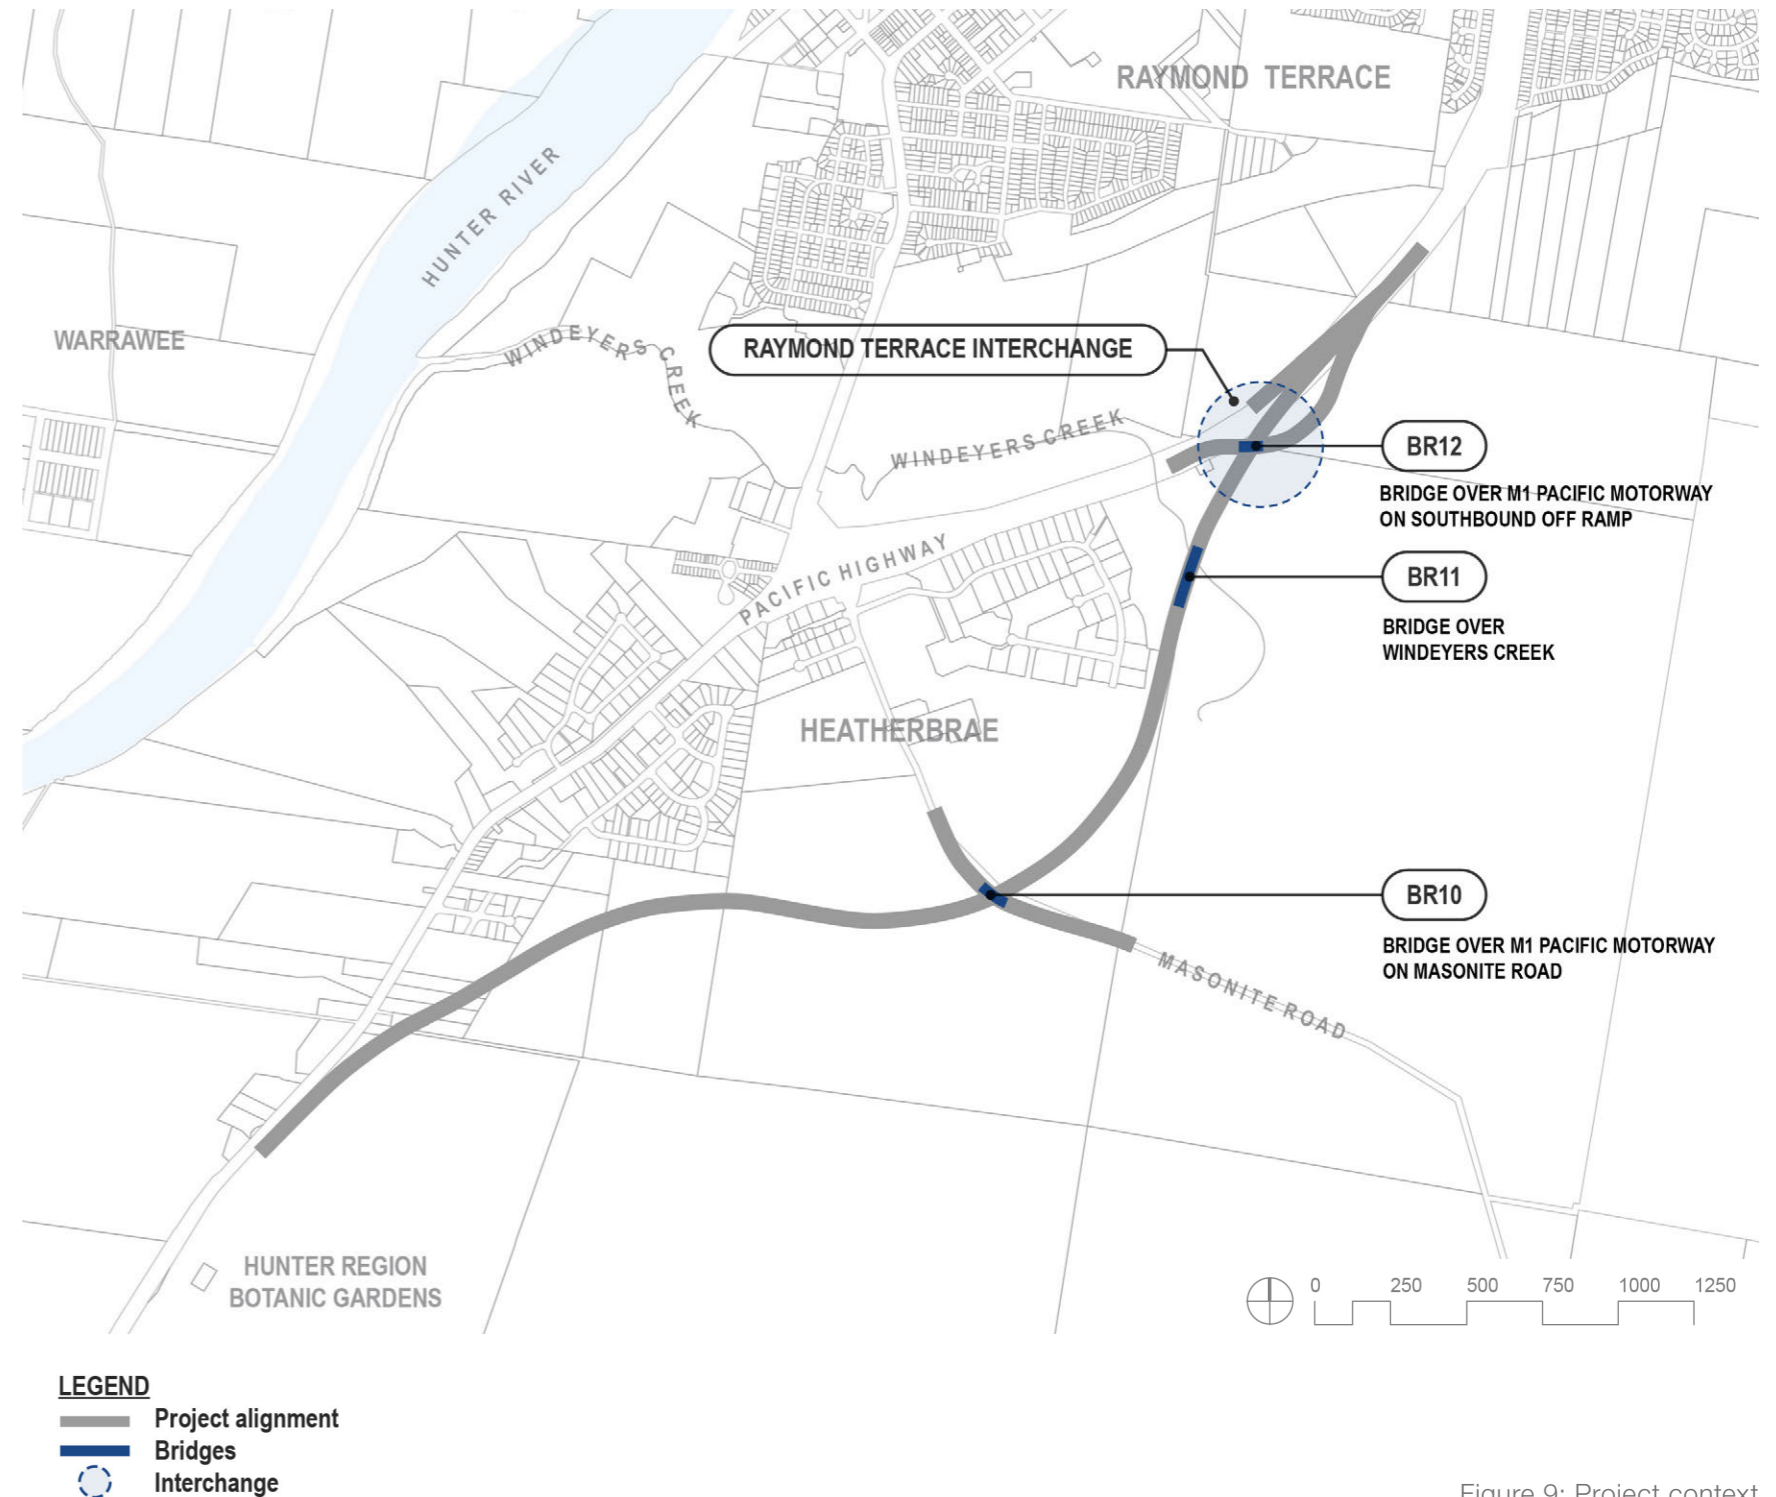 RAYMOND TERRACE
HUNTER RIVER
WARRAWEE
WINDEYERS CREEK
RAYMOND TERRACE INTERCHANGE
WINDEYERS CREEK
BR12
BRIDGE OVER M1 PACIFIC MOTORWAY
ON SOUTHBOUND OFF RAMP
PACIFIC HIGHWAY
BR11
BRIDGE OVER
WINDEYERS CREEK
HEATHERBRAE
BR10
BRIDGE OVER M1 PACIFIC MOTORWAY
ON MASONITE ROAD
MASONITE ROAD
HUNTER REGION
BOTANIC GARDENS
0 250 500 750 1000 1250
LEGEND
Project alignment
Bridges
Interchange
Figure 9: Project context